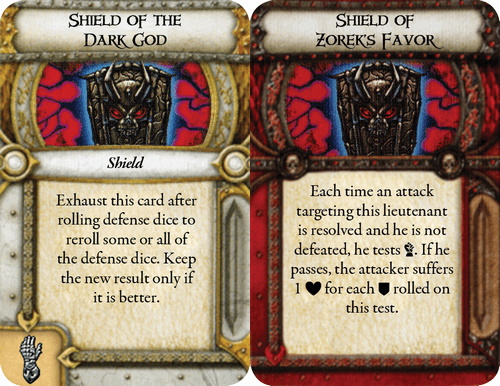 Shield of the
Dark God
Shield
Exhaust this card after
rolling defense dice to
reroll some or all of
the defense dice. Keep
the new result only if
it is better.
Shield of
Zorek's Favor
Each time an attack
targeting this lieutenant
is resolved and he is not
defeated, he tests . If he
passes, the attacker suffers
1 for each rolled on
this test.